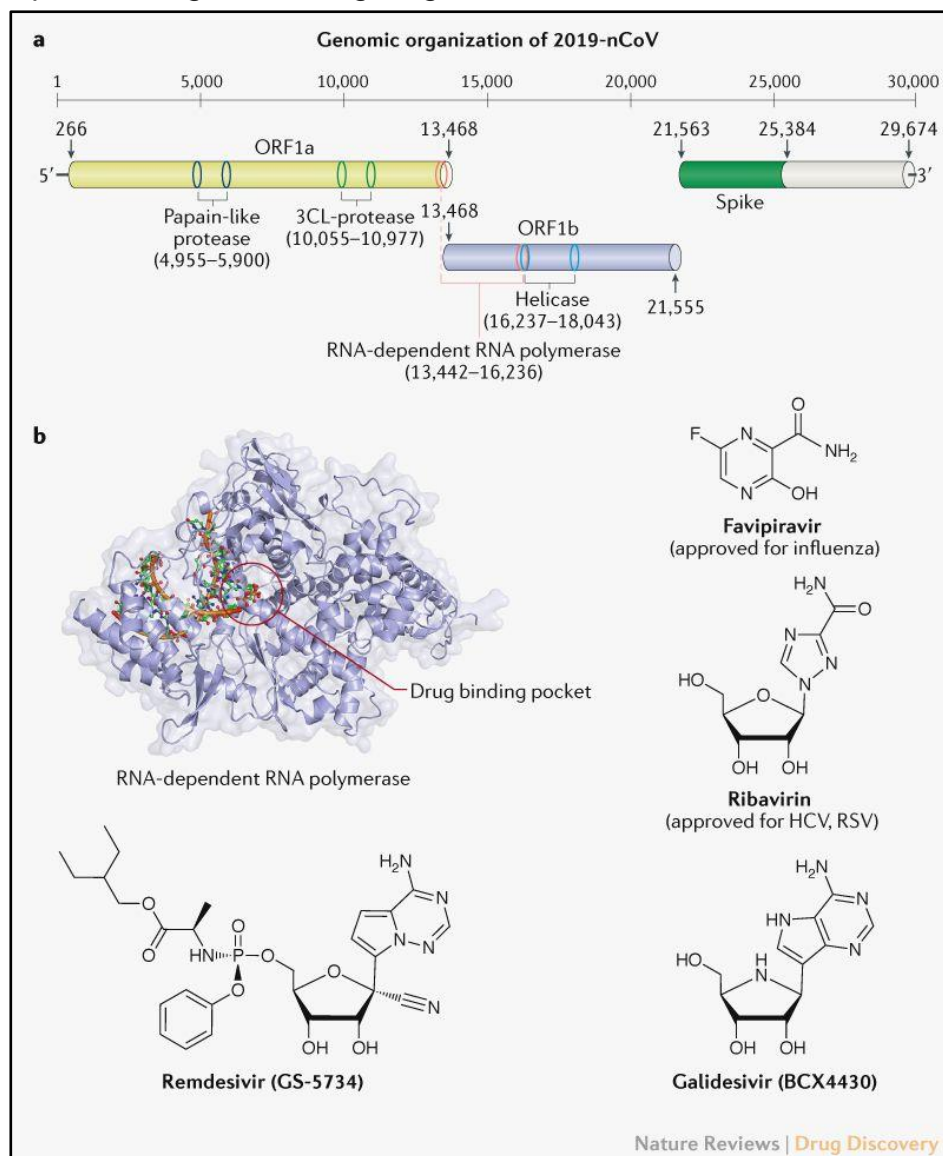 a
Genomic organization of 2019-nCoV
1 5,000 10,000 15,000 20,000 25,000 30,000
266 13,468 21,563 25,384 29,674
ORF1a
5′ 3′
Papain-like
protease
(4,955–5,900)
3CL-protease
(10,055–10,977)
Spike
13,468
ORF1b
Helicase
(16,237–18,043)
21,555
RNA-dependent RNA polymerase
(13,442–16,236)
b
Drug binding pocket
RNA-dependent RNA polymerase
F
N
O
NH2
N
OH
Favipiravir
(approved for influenza)
H2N
O
N
N
N
HO
O
OH OH
Ribavirin
(approved for HCV, RSV)
O
O
HN
P
O
O
O
O
H2N
N
N
N
N
OH OH
Remdesivir (GS-5734)
H2N
HN
N
N
HO
H
N
OH OH
Galidesivir (BCX4430)
Nature Reviews | Drug Discovery